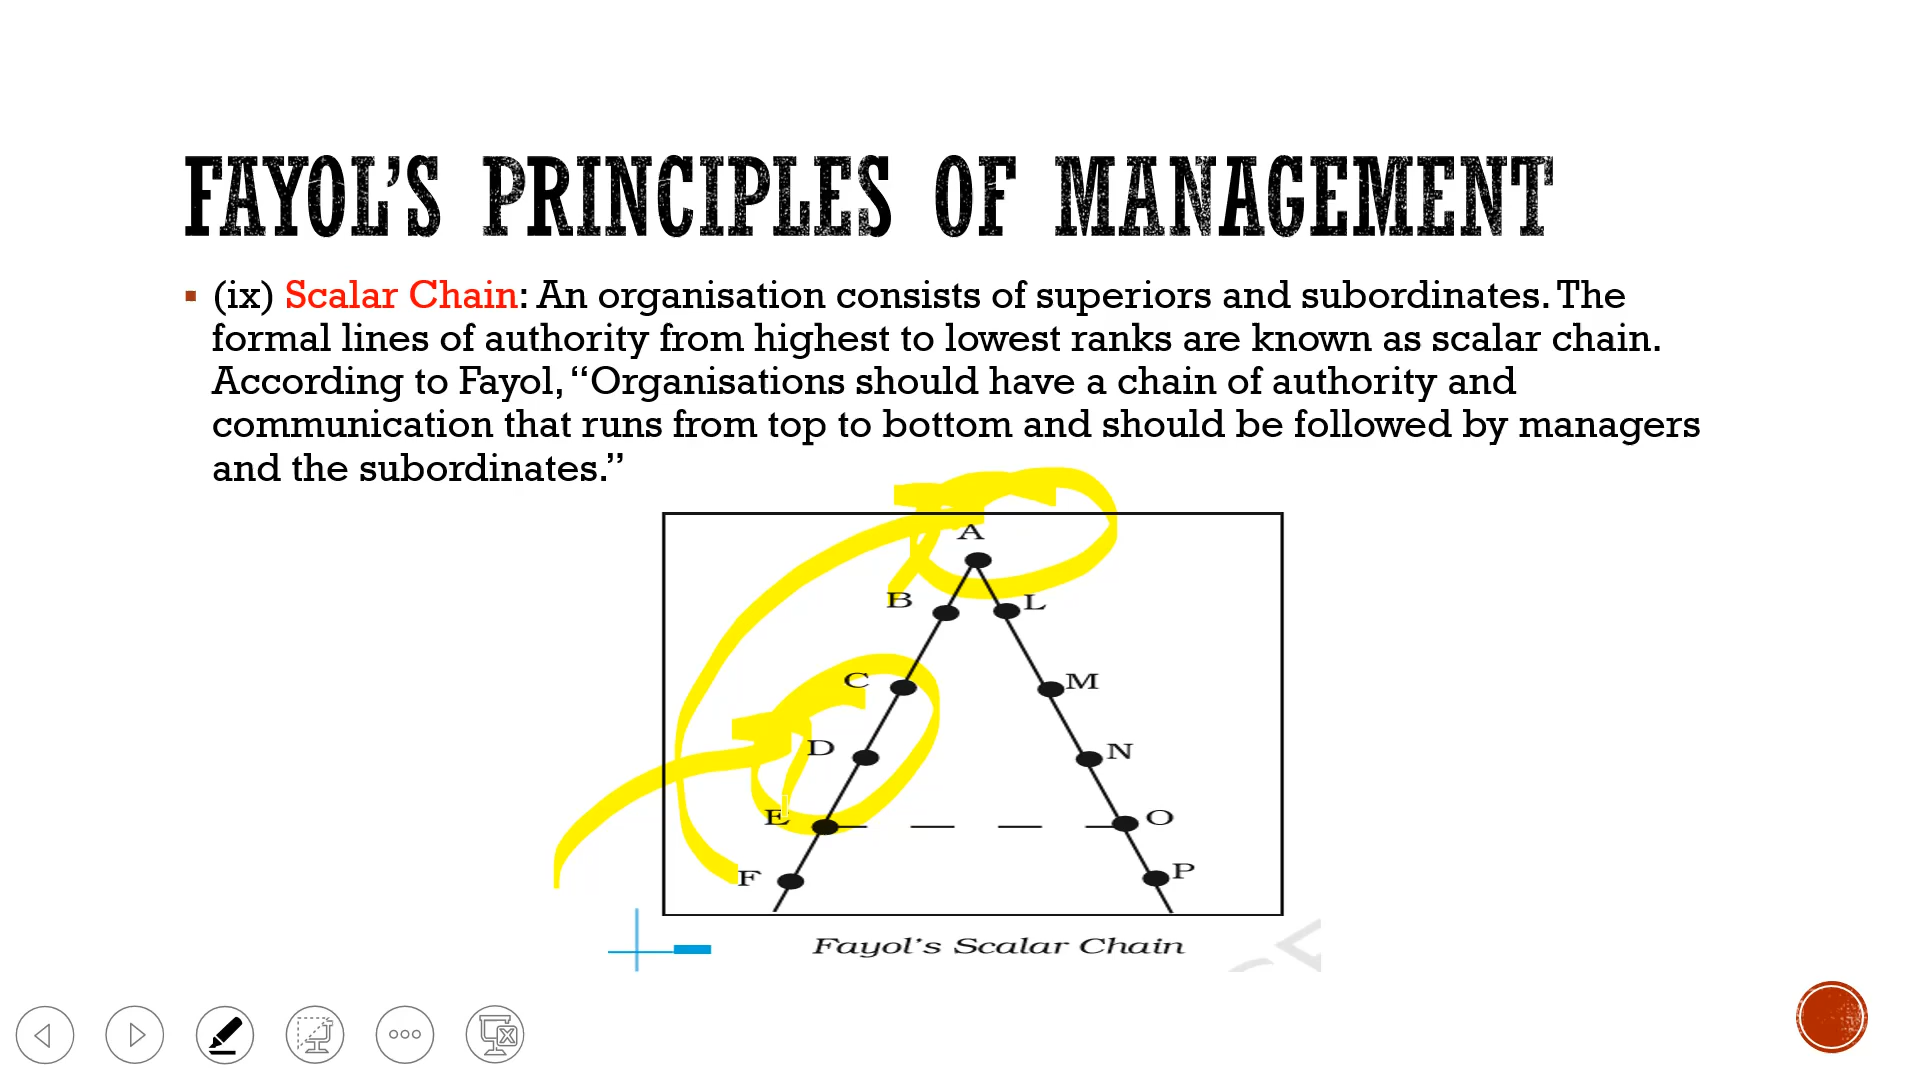 FAYOL'S PRINCIPLES OF MANAGEMENT
▪ (ix) Scalar Chain: An organisation consists of superiors and subordinates. The
formal lines of authority from highest to lowest ranks are known as scalar chain.
According to Fayol, “Organisations should have a chain of authority and
communication that runs from top to bottom and should be followed by managers
and the subordinates.”
A
B L
C M
D N
E O
F P
Fayol's Scalar Chain